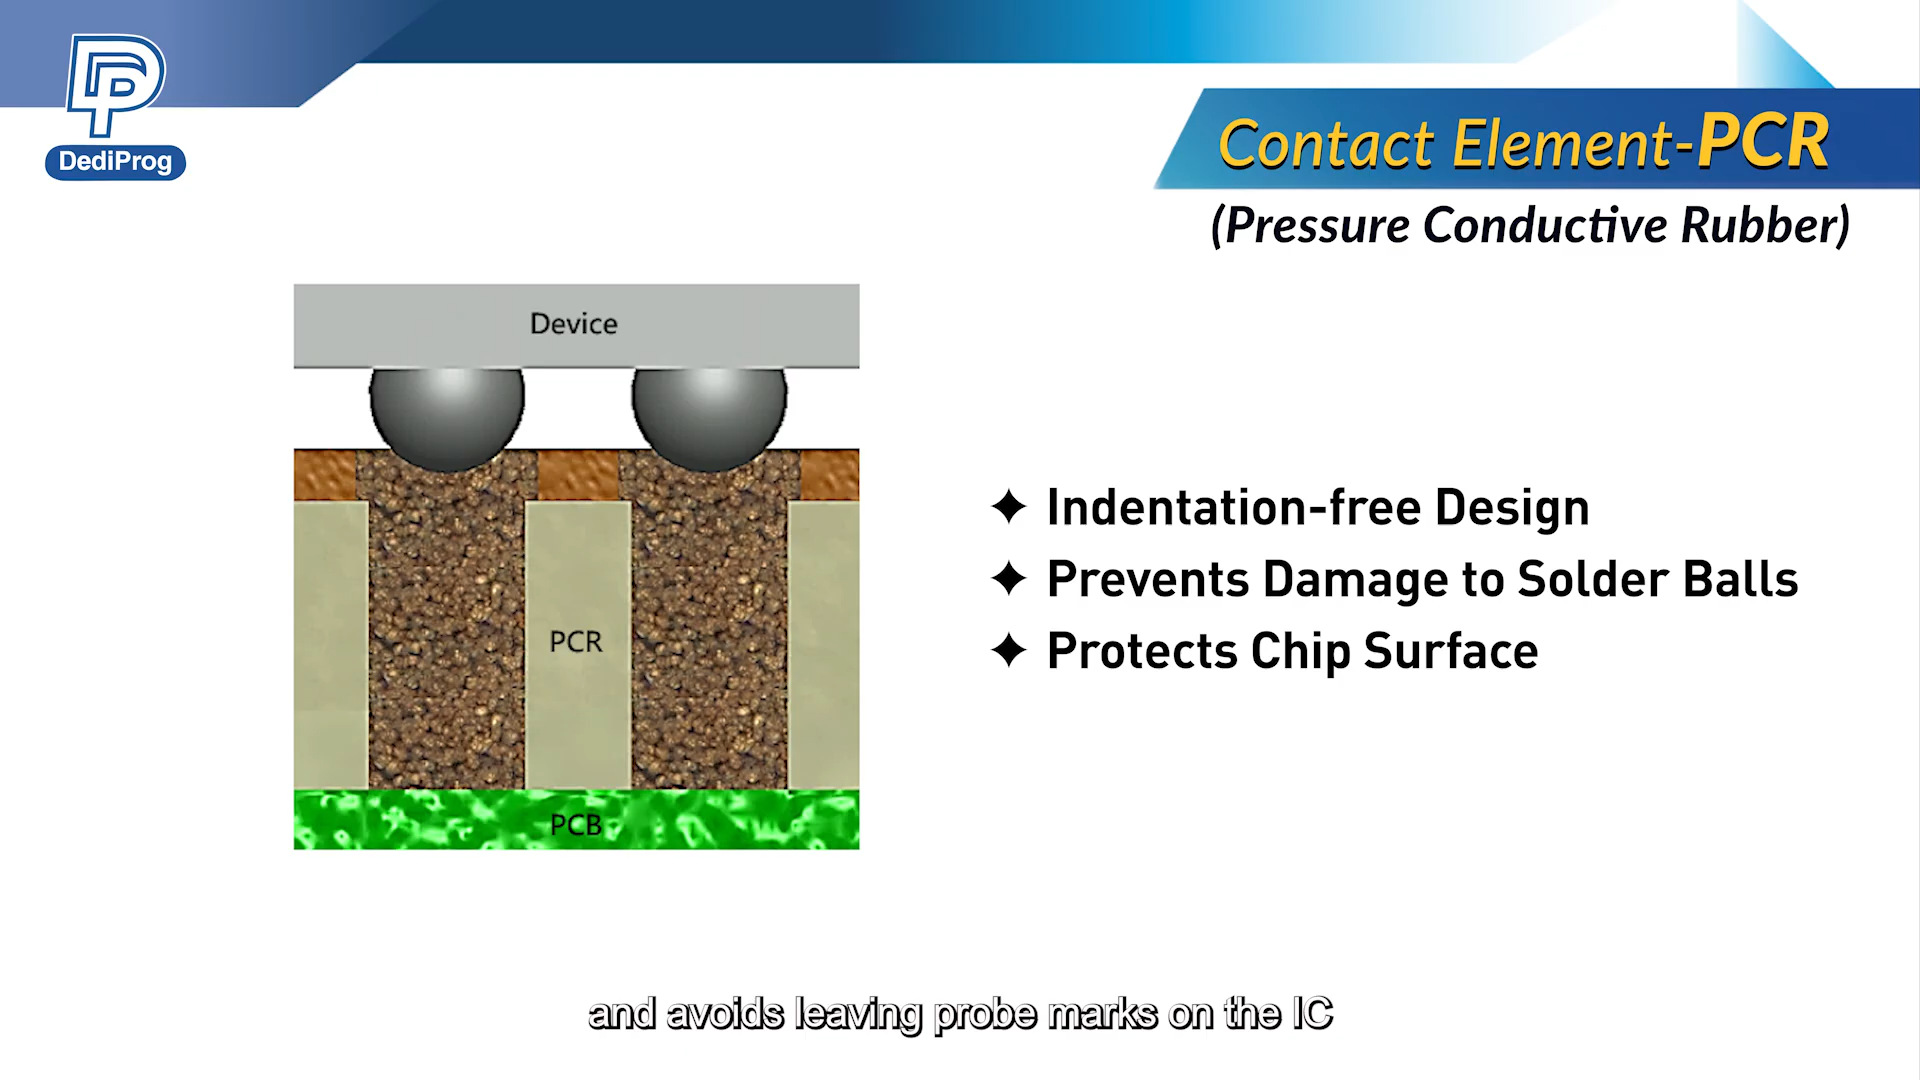 DediProg
Contact Element-PCR
(Pressure Conductive Rubber)
Device
PCR
PCB
✦ Indentation-free Design
✦ Prevents Damage to Solder Balls
✦ Protects Chip Surface
and avoids leaving probe marks on the IC